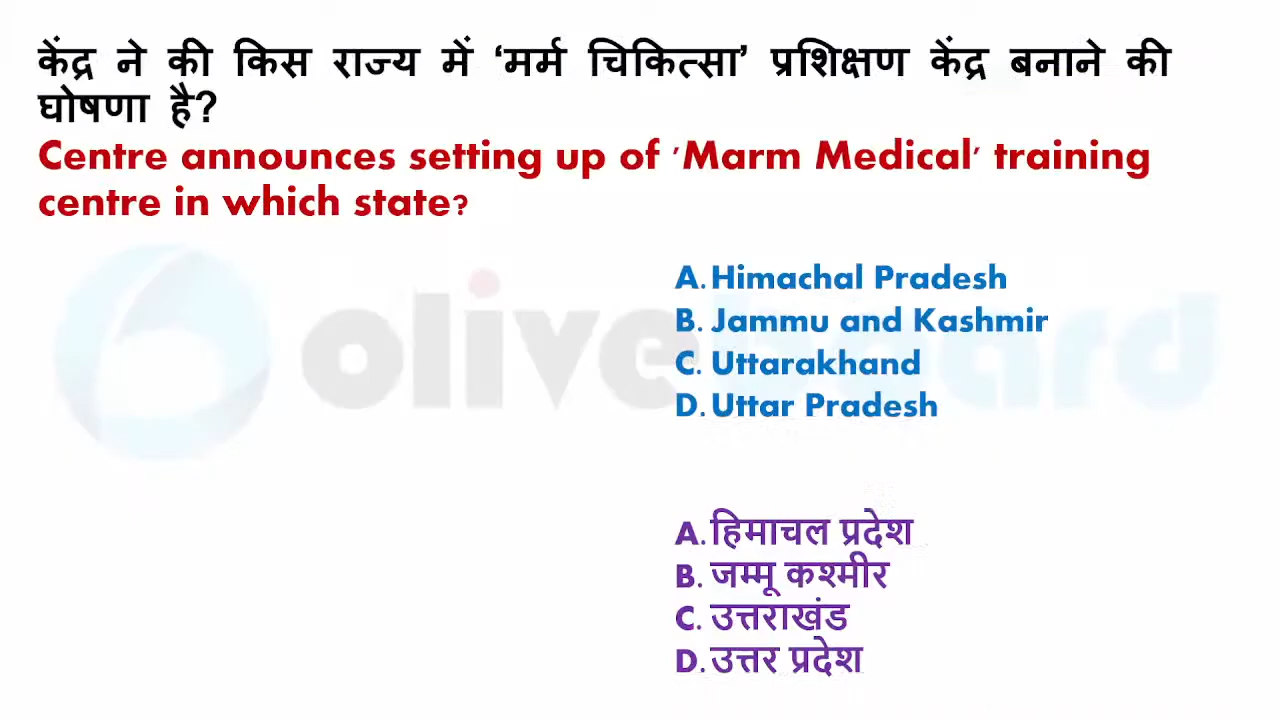 केंद्र ने की किस राज्य में ‘मर्म चिकित्सा’ प्रशिक्षण केंद्र बनाने की
घोषणा है?
Centre announces setting up of 'Marm Medical' training
centre in which state?
oliveboard
A. Himachal Pradesh
B. Jammu and Kashmir
C. Uttarakhand
D. Uttar Pradesh
A. हिमाचल प्रदेश
B. जम्मू कश्मीर
C. उत्तराखंड
D. उत्तर प्रदेश